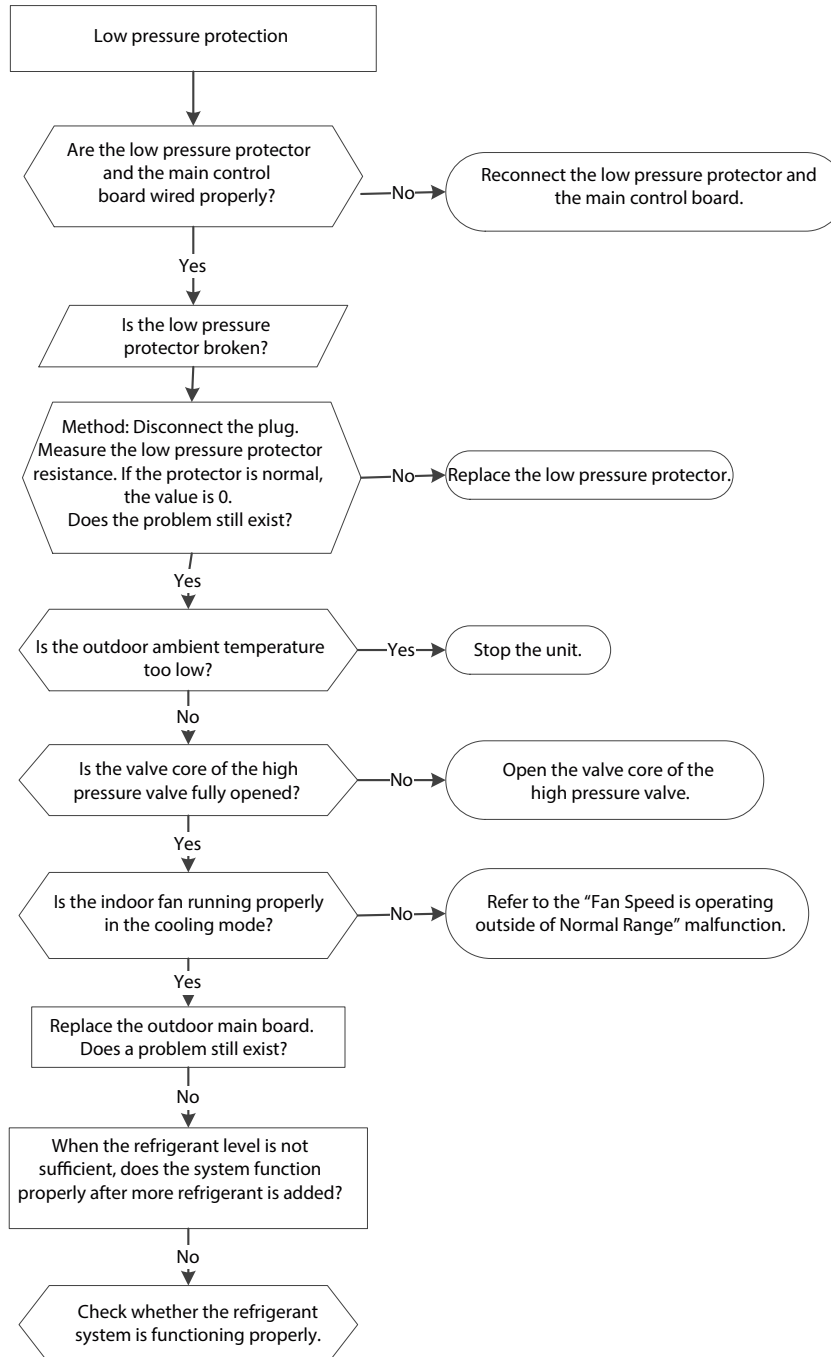 Low pressure protection
Are the low pressure protector
and the main control
board wired properly?
No
Reconnect the low pressure protector and
the main control board.
Yes
Is the low pressure
protector broken?
Method: Disconnect the plug.
Measure the low pressure protector
resistance. If the protector is normal,
the value is 0.
Does the problem still exist?
No
Replace the low pressure protector.
Yes
Is the outdoor ambient temperature
too low?
Yes
Stop the unit.
No
Is the valve core of the high
pressure valve fully opened?
No
Open the valve core of the
high pressure valve.
Yes
Is the indoor fan running properly
in the cooling mode?
No
Refer to the “Fan Speed is operating
outside of Normal Range” malfunction.
Yes
Replace the outdoor main board.
Does a problem still exist?
No
When the refrigerant level is not
sufficient, does the system function
properly after more refrigerant is added?
No
Check whether the refrigerant
system is functioning properly.